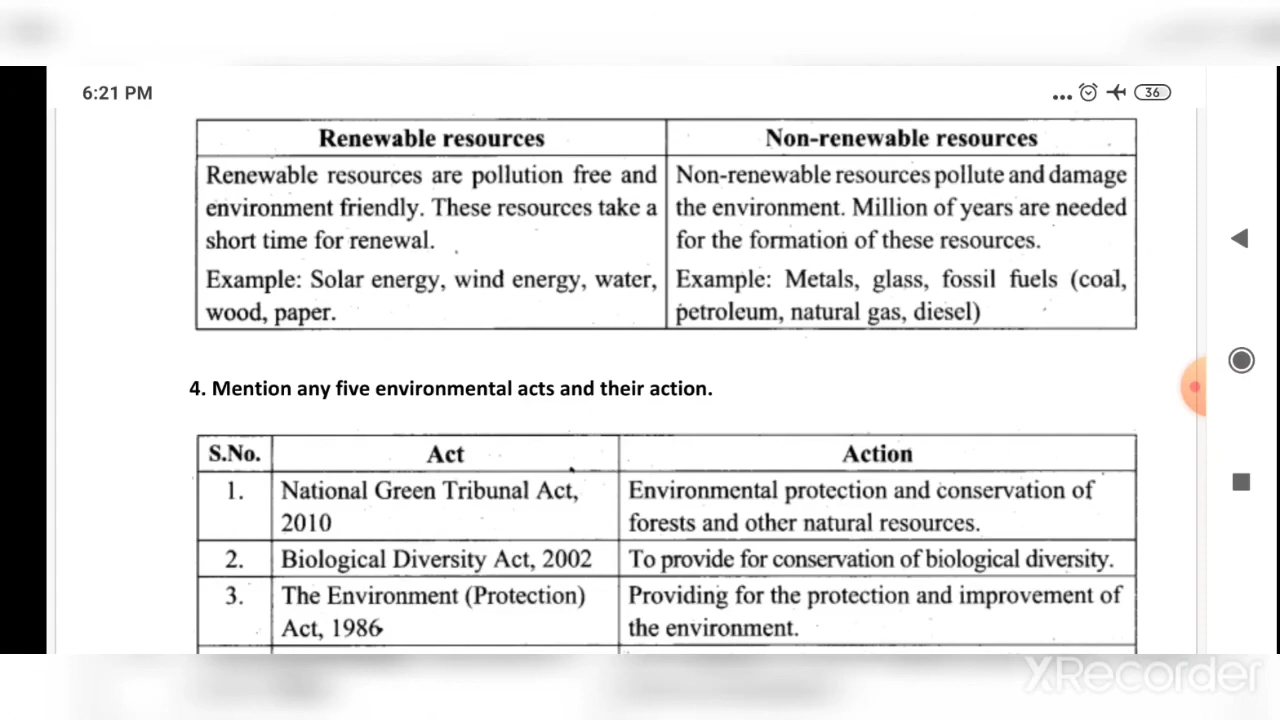 6:21 PM
36
Renewable resources
Non-renewable resources
Renewable resources are pollution free and
environment friendly. These resources take a
short time for renewal.
Example: Solar energy, wind energy, water,
wood, paper.
Non-renewable resources pollute and damage
the environment. Million of years are needed
for the formation of these resources.
Example: Metals, glass, fossil fuels (coal,
petroleum, natural gas, diesel)
4. Mention any five environmental acts and their action.
S.No.
Act
Action
1.
National Green Tribunal Act,
2010
Environmental protection and conservation of
forests and other natural resources.
2.
Biological Diversity Act, 2002
To provide for conservation of biological diversity.
3.
The Environment (Protection)
Act, 1986
Providing for the protection and improvement of
the environment.
XRecorder